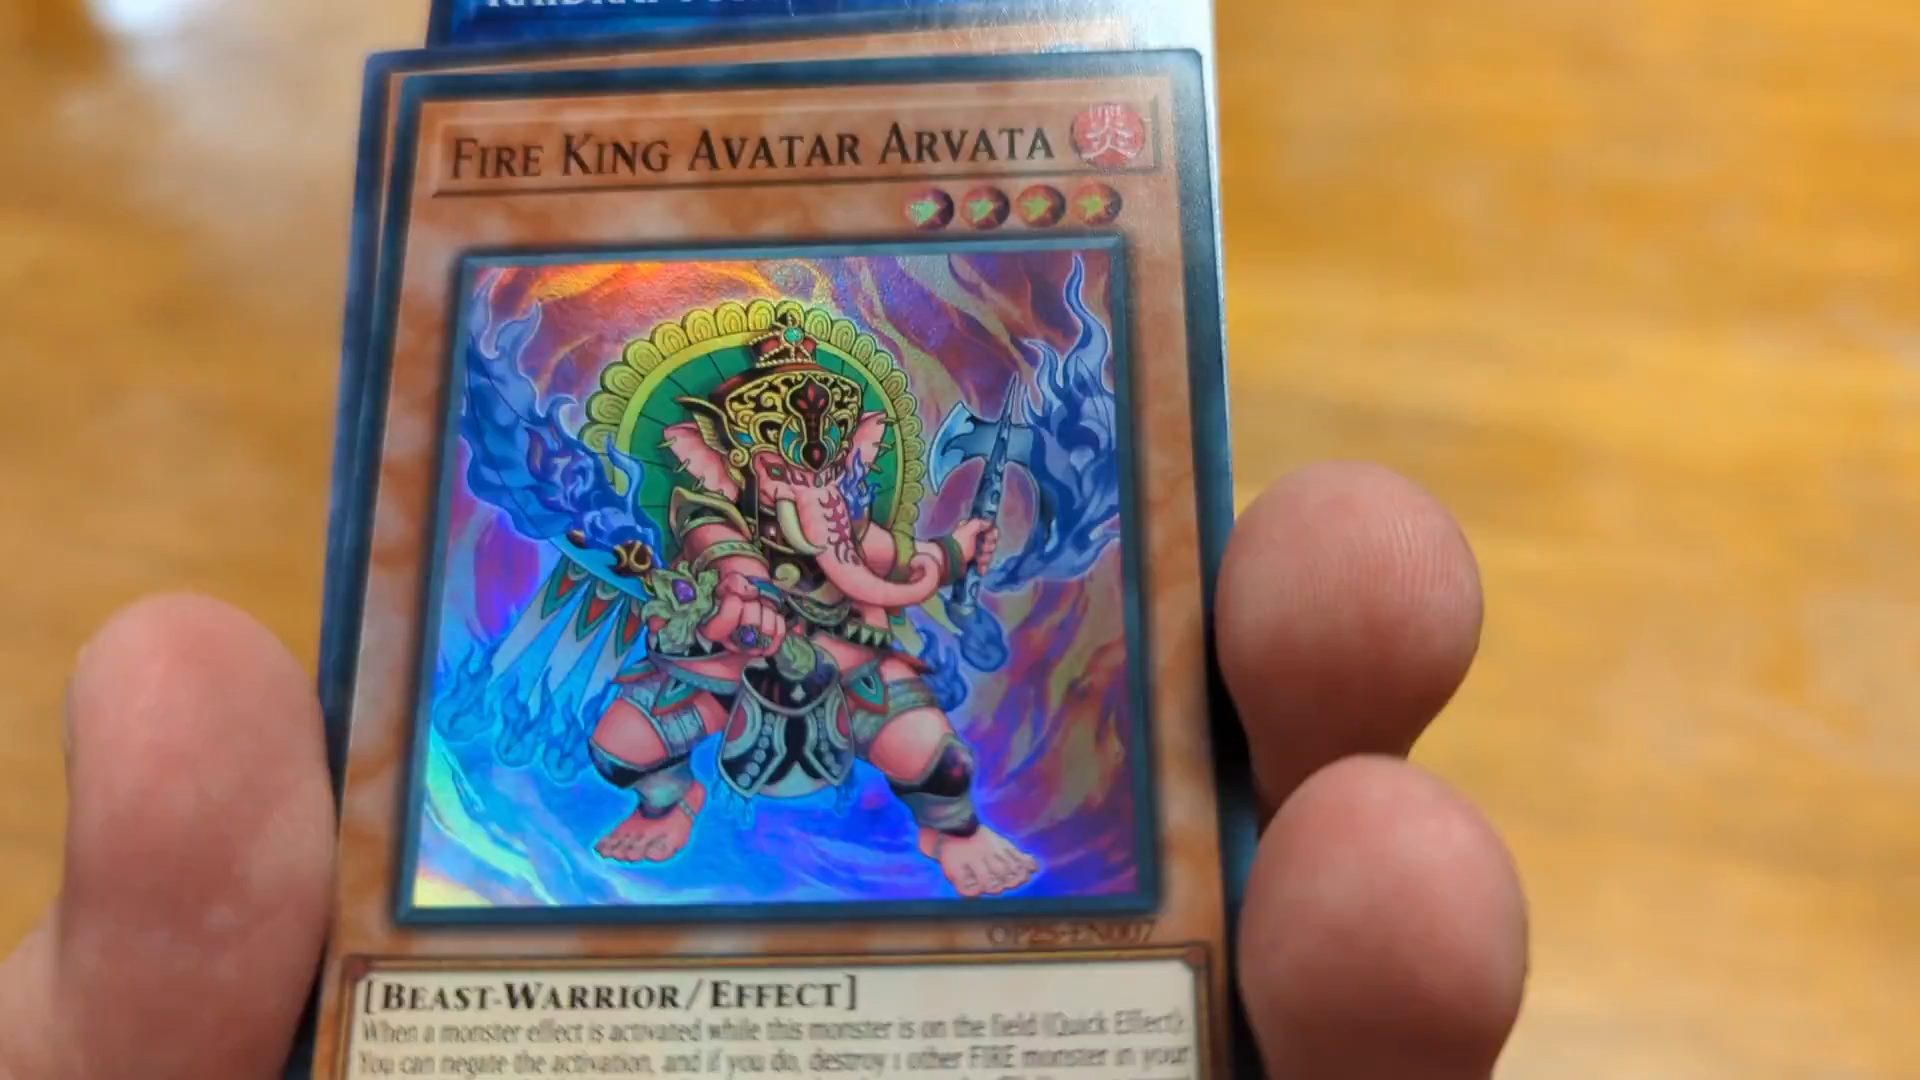 FIRE KING AVATAR ARVATA
炎
OP25-EN007
[BEAST-WARRIOR/EFFECT]
When a monster effect is activated while this monster is on the field (Quick Effect):
You can negate the activation, and if you do, destroy 1 other FIRE monster in your